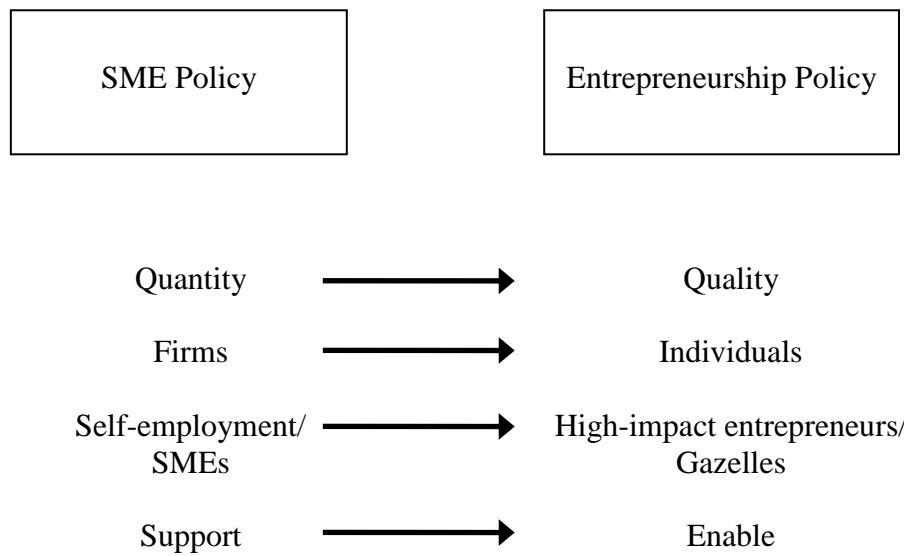 SME Policy
Entrepreneurship Policy
Quantity
Quality
Firms
Individuals
Self-employment/
SMEs
High-impact entrepreneurs/
Gazelles
Support
Enable